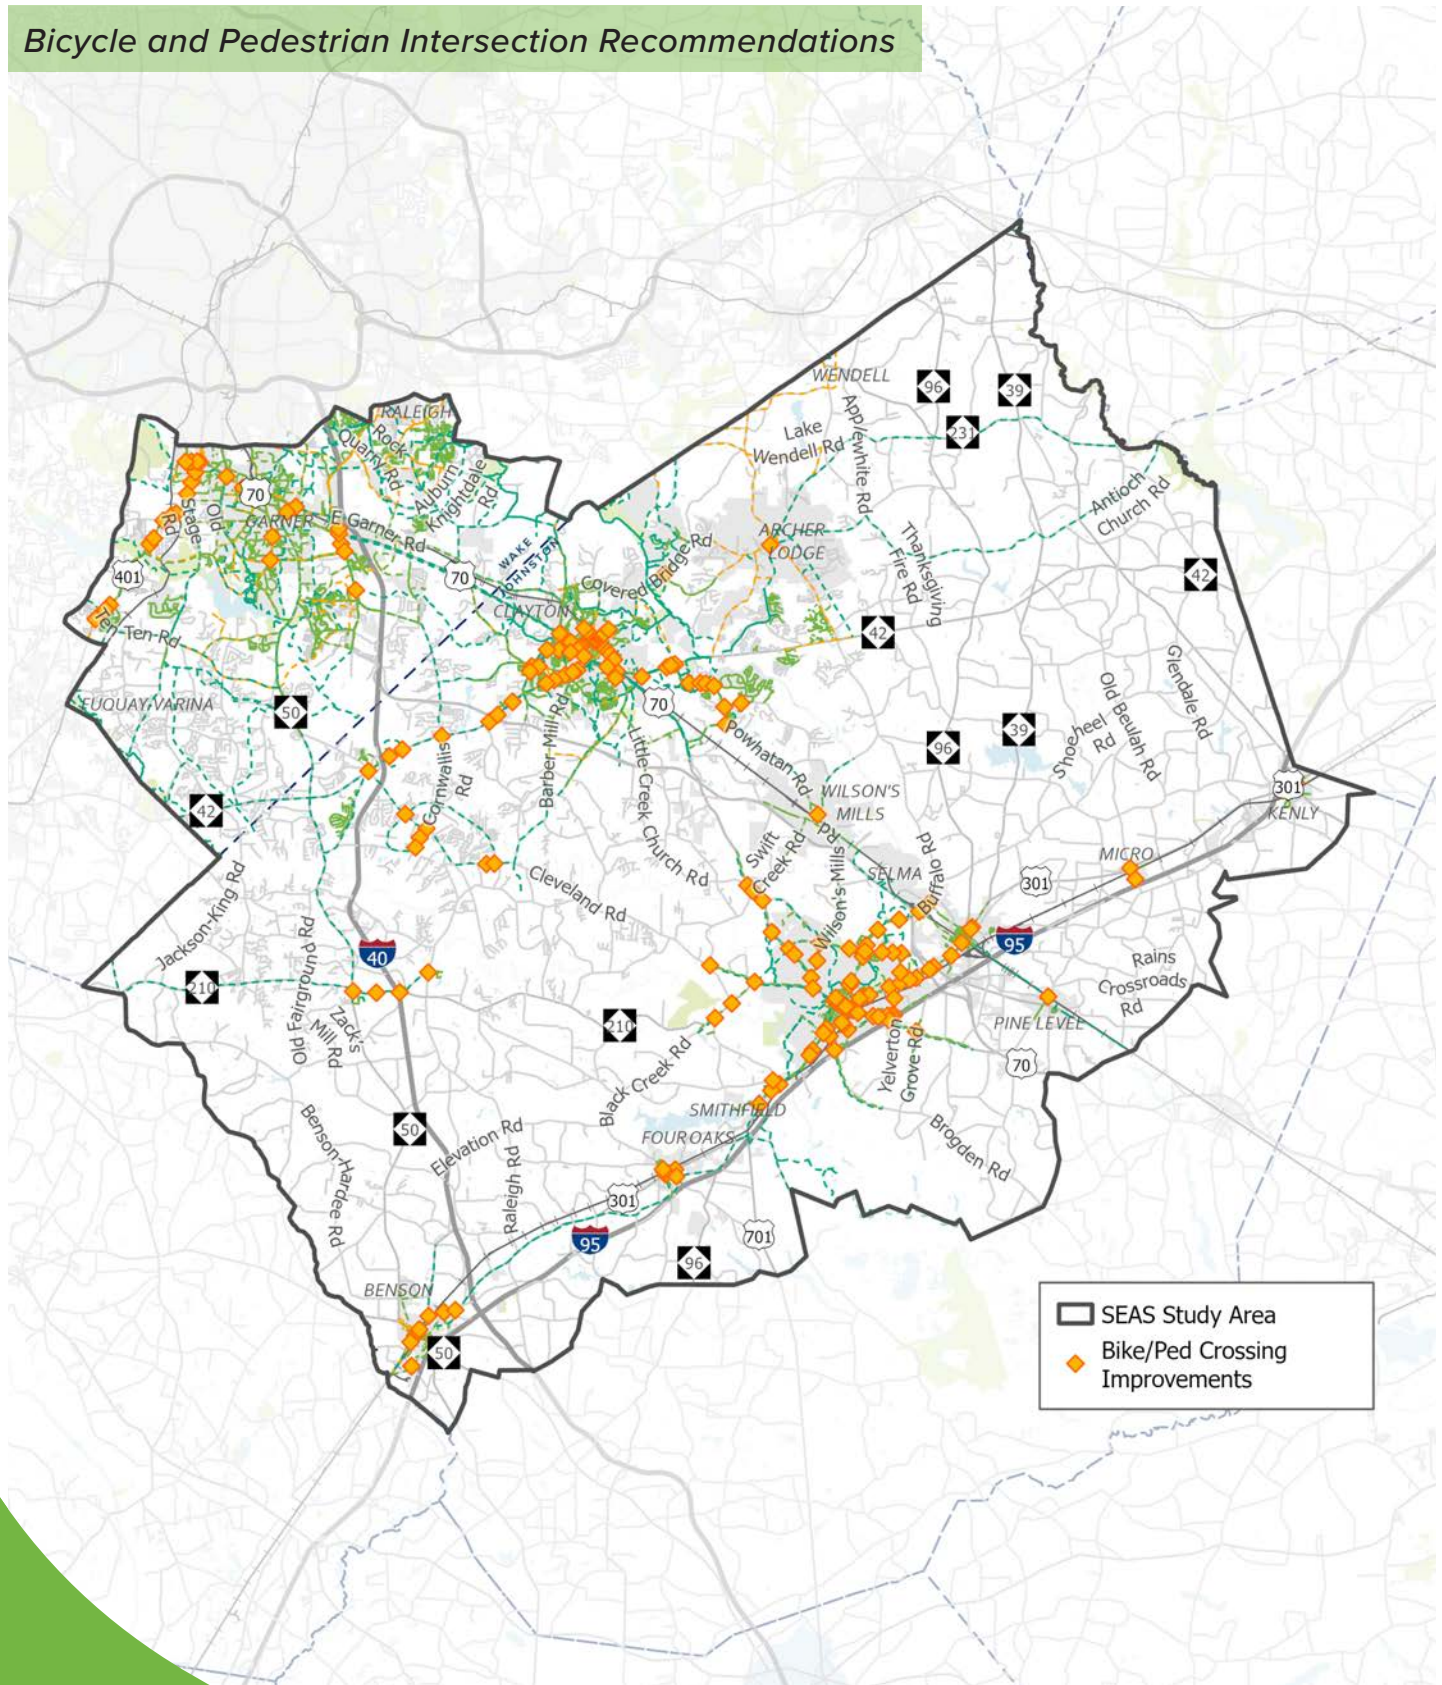 Bicycle and Pedestrian Intersection Recommendations
WENDELL
96
39
231
Lake
Wendell Rd
Applewhite Rd
RALEIGH
Rock
Quarry Rd
Auburn
Knightdale
Rd
70
Old
Stage
Rd
GARNER
E Garner Rd
Antioch
Church Rd
ARCHER
LODGE
WAKE
JOHNSTON
Thanksgiving
Fire Rd
401
70
Covered Bridge Rd
CLAYTON
42
42
Ten
Ten Rd
FUQUAY-VARINA
50
70
Glendale Rd
Old Beulah Rd
Shoeheel
Rd
39
96
Powhatan Rd
Cornwallis
Rd
Barber Mill Rd
Little Creek Church Rd
WILSON'S
MILLS
301
KENLY
42
Swift
Creek Rd
Wilson's Mills
Rd
Buffalo Rd
SELMA
MICRO
301
Cleveland Rd
Jackson-King Rd
Old Fairground Rd
40
95
210
Rains
Crossroads
Rd
Zack's
Mill Rd
210
PINE LEVEL
Black Creek Rd
Yelverton
Grove Rd
70
SMITHFIELD
50
Benson-Hardee Rd
Elevation Rd
FOUR OAKS
Brogden Rd
Raleigh Rd
301
95
701
96
BENSON
50
SEAS Study Area
Bike/Ped Crossing
Improvements